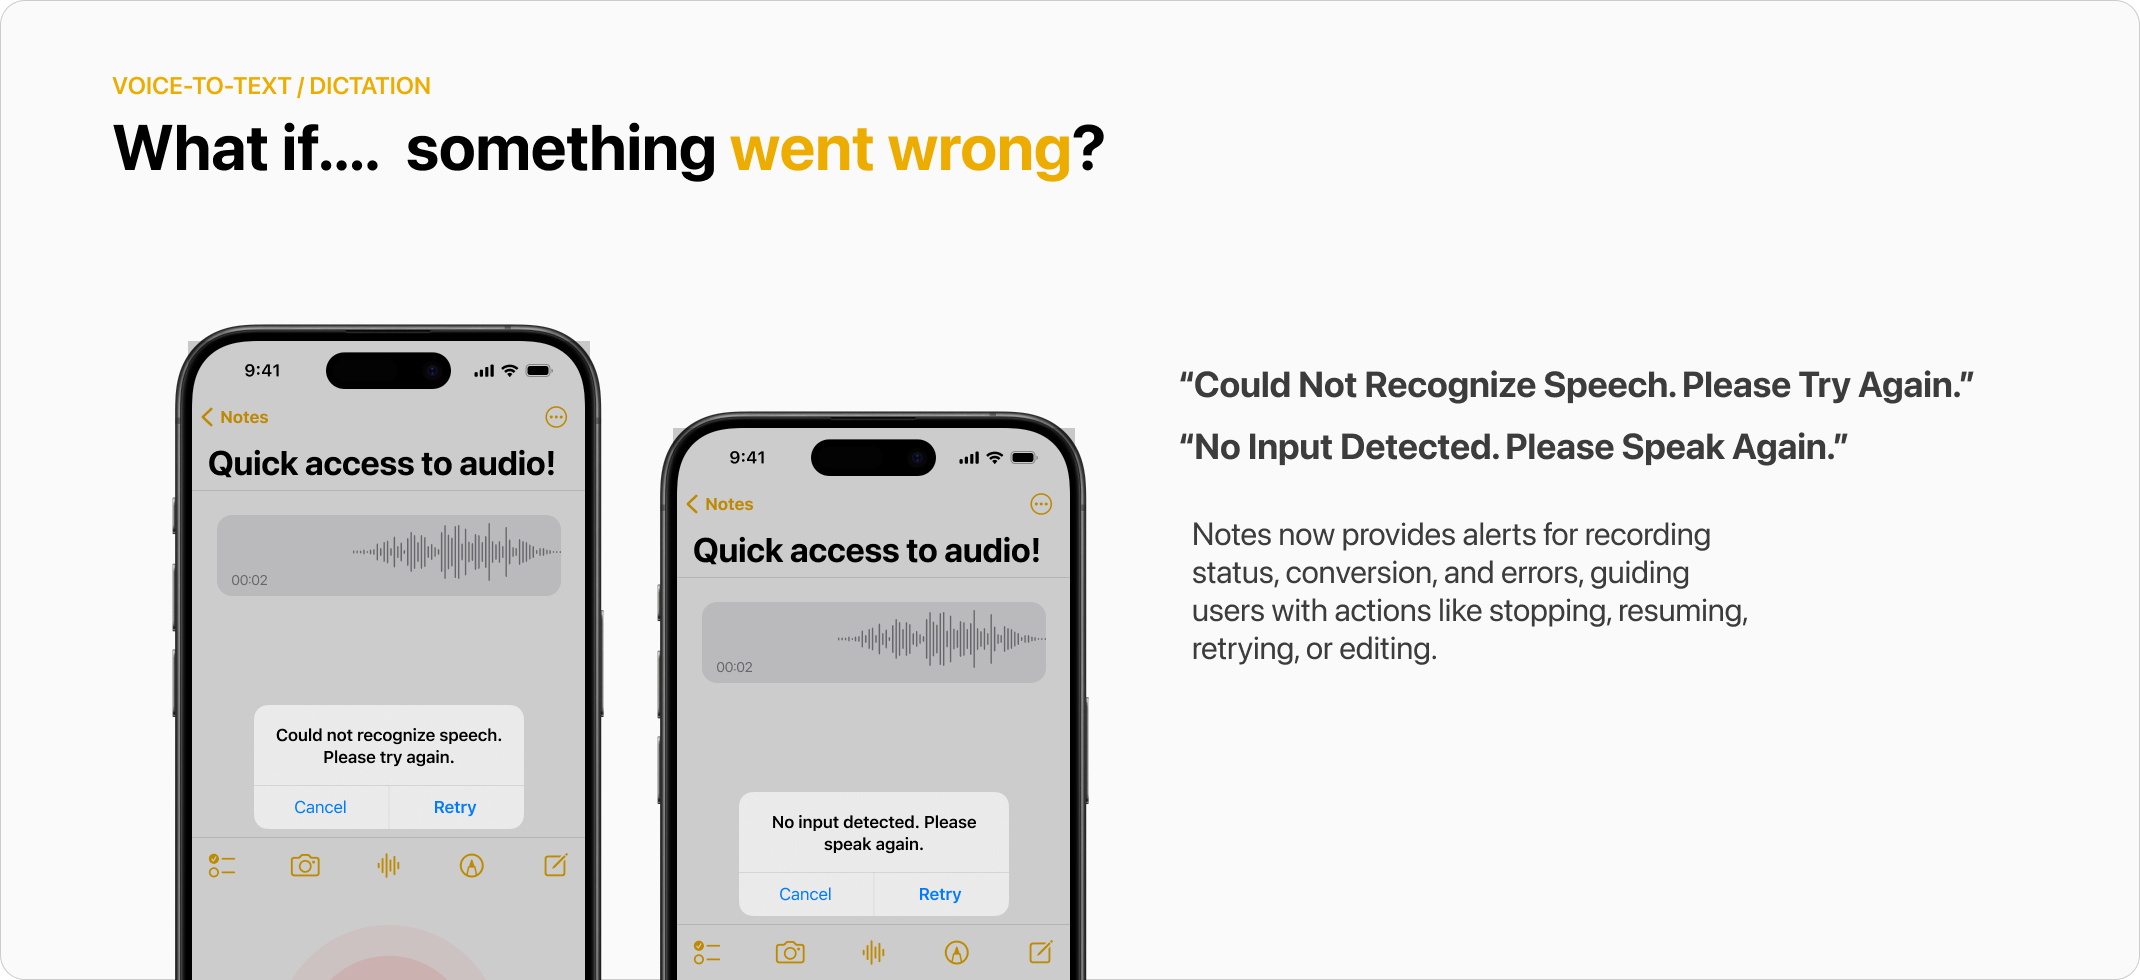 VOICE-TO-TEXT / DICTATION
What if....  something went wrong?
9:41
Notes
Quick access to audio!
00:02
Could not recognize speech.
Please try again.
Cancel
Retry
9:41
Notes
Quick access to audio!
00:02
No input detected. Please
speak again.
Cancel
Retry
“Could Not Recognize Speech. Please Try Again.”
“No Input Detected. Please Speak Again.”
Notes now provides alerts for recording
status, conversion, and errors, guiding
users with actions like stopping, resuming,
retrying, or editing.